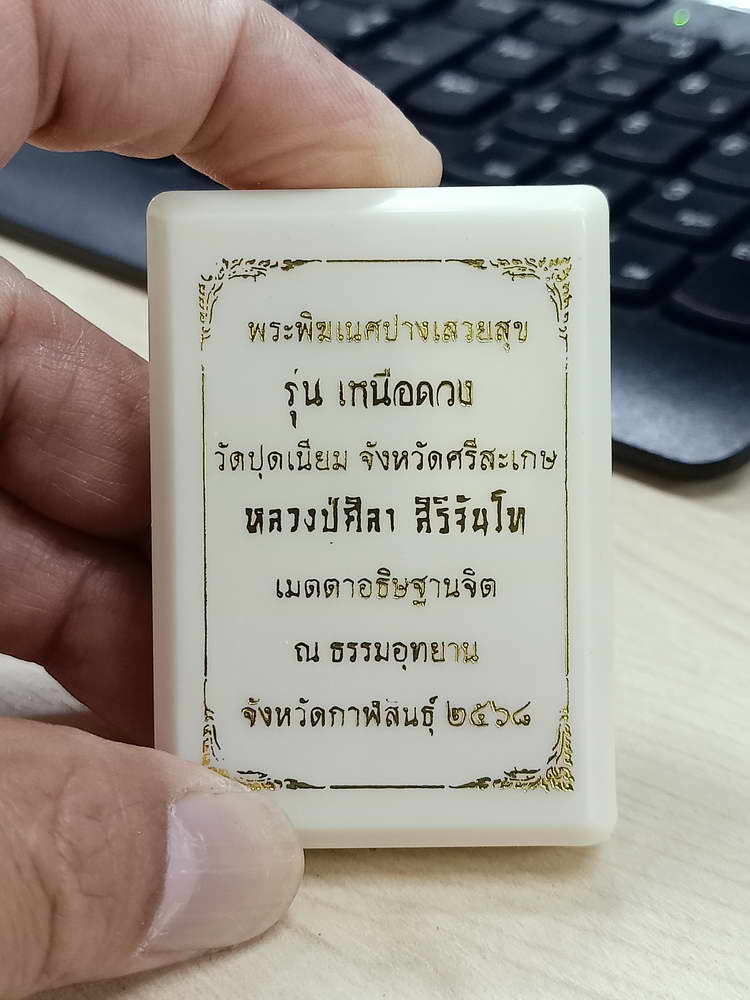 พระพิฆเนศปางเสวยสุข
รุ่น เหนือดวง
วัดปุดเนียม จังหวัดศรีสะเกษ
หลวงปู่ศิลา สิริจันโท
เมตตาอธิษฐานจิต
ณ ธรรมอุทยาน
จังหวัดกาฬสินธุ์ ๒๕๖๘